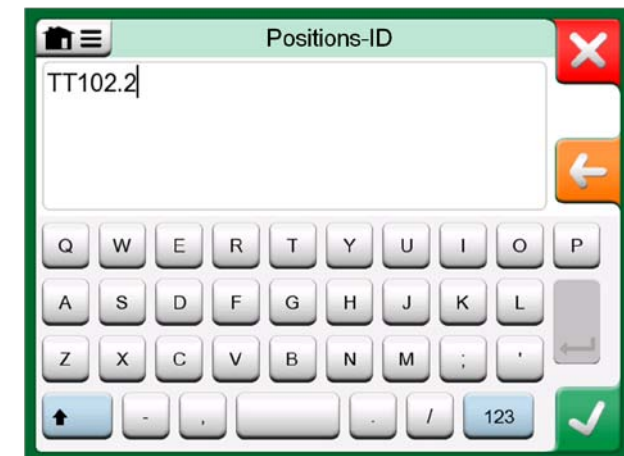 Positions-ID
TT102.2
Q W E R T Y U I O P
A S D F G H J K L
Z X C V B N M ; '
- , . / 123